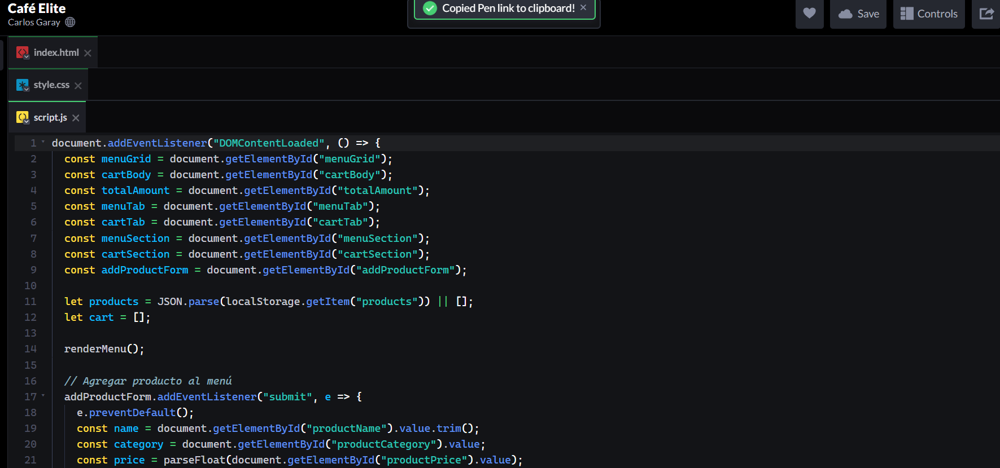 Café Elite
Carlos Garay
Copied Pen link to clipboard!
Save
Controls
index.html
style.css
script.js
1 document.addEventListener("DOMContentLoaded", () => {
2 const menuGrid = document.getElementById("menuGrid");
3 const cartBody = document.getElementById("cartBody");
4 const totalAmount = document.getElementById("totalAmount");
5 const menuTab = document.getElementById("menuTab");
6 const cartTab = document.getElementById("cartTab");
7 const menuSection = document.getElementById("menuSection");
8 const cartSection = document.getElementById("cartSection");
9 const addProductForm = document.getElementById("addProductForm");
10
11 let products = JSON.parse(localStorage.getItem("products")) || [];
12 let cart = [];
13
14 renderMenu();
15
16 // Agregar producto al menú
17 addProductForm.addEventListener("submit", e => {
18 e.preventDefault();
19 const name = document.getElementById("productName").value.trim();
20 const category = document.getElementById("productCategory").value;
21 const price = parseFloat(document.getElementById("productPrice").value);